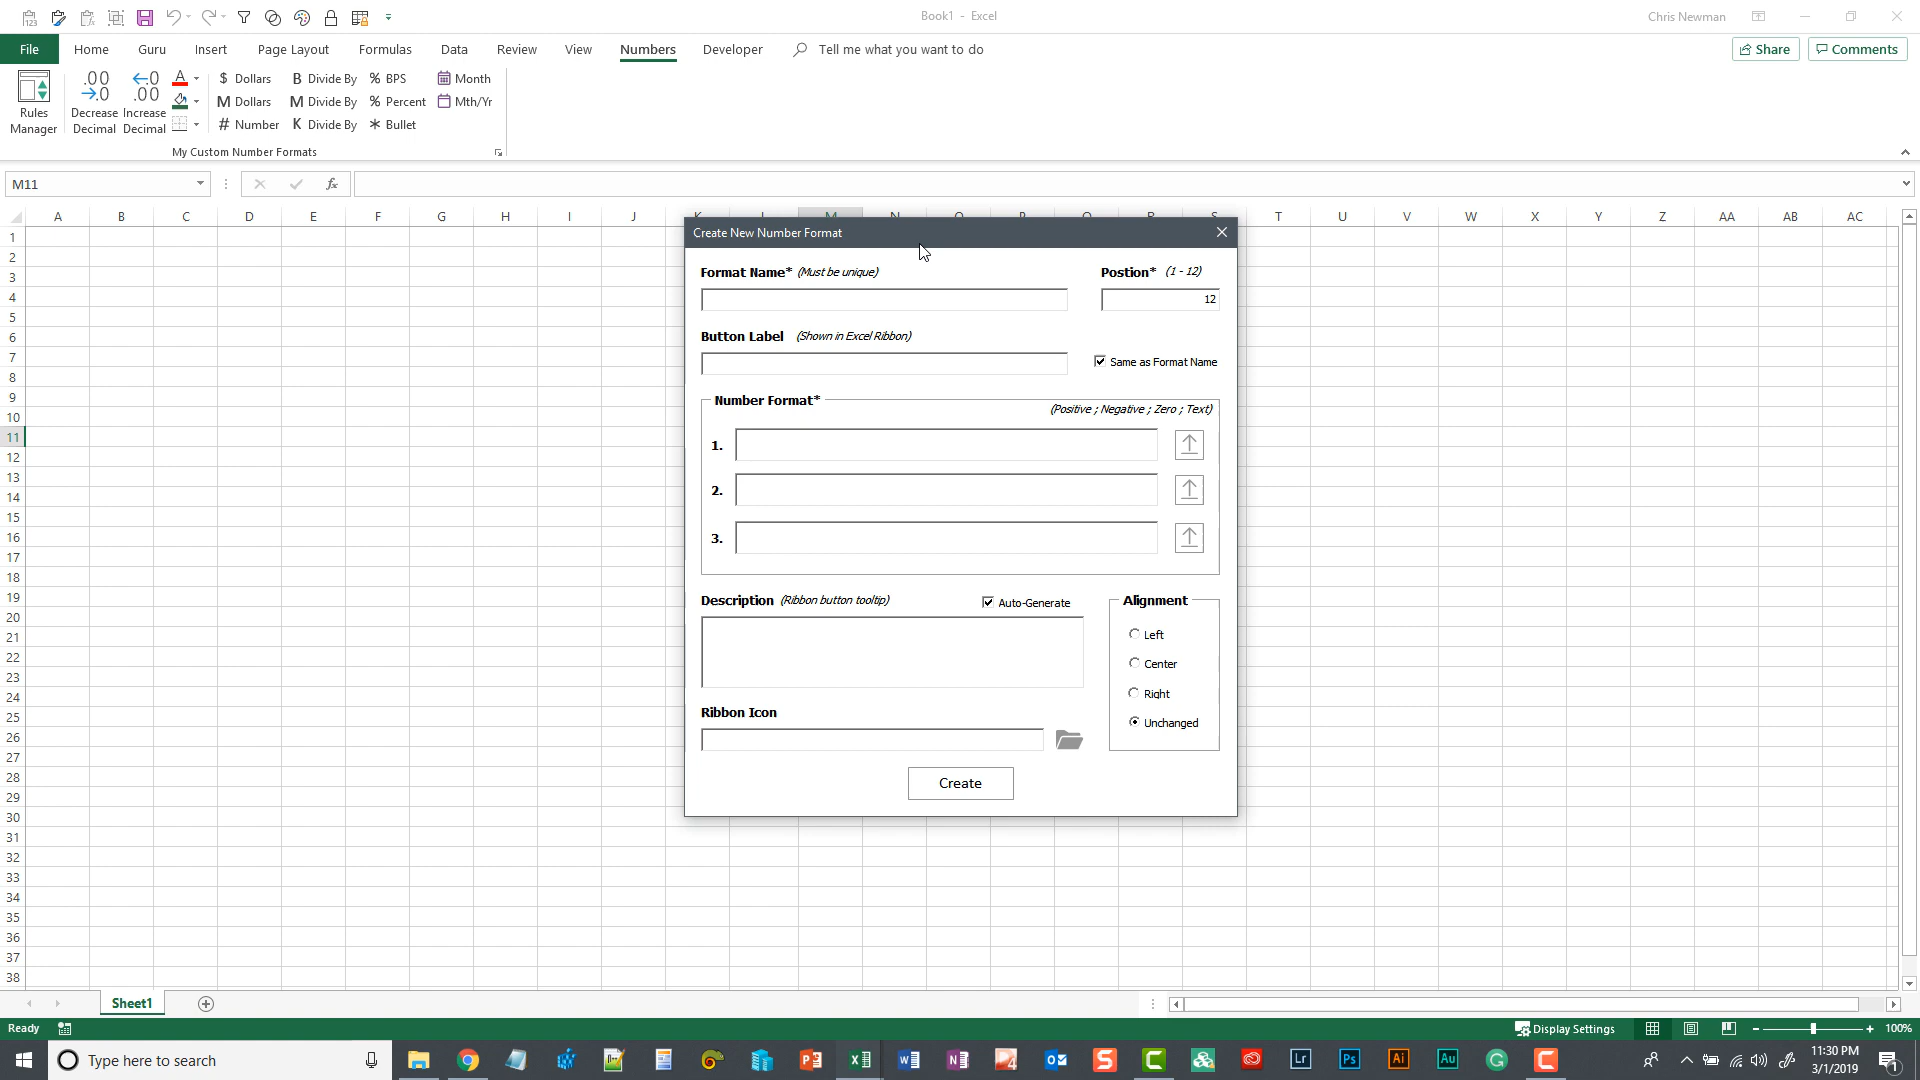 Book1 - Excel
Chris Newman
File Home Guru Insert Page Layout Formulas Data Review View Numbers Developer Tell me what you want to do Share Comments
.00 ←.0 A $ Dollars B Divide By % BPS Month
→.0 .00 M Dollars M Divide By % Percent Mth/Yr
Rules Manager Decrease Decimal Increase Decimal # Number K Divide By * Bullet
My Custom Number Formats
M11 fx
A B C D E F G H I J K L M N O P Q R S T U V W X Y Z AA AB AC
1
2
3
4
5
6
7
8
9
10
11
12
13
14
15
16
17
18
19
20
21
22
23
24
25
26
27
28
29
30
31
32
33
34
35
36
37
38
Create New Number Format
Format Name* (Must be unique) Postion* (1 - 12)
12
Button Label (Shown in Excel Ribbon)
Same as Format Name
Number Format*
(Positive ; Negative ; Zero ; Text)
1.
2.
3.
Description (Ribbon button tooltip) Auto-Generate Alignment
Left
Center
Right
Unchanged
Ribbon Icon
Create
Sheet1
Ready Display Settings 100%
Type here to search
11:30 PM
3/1/2019